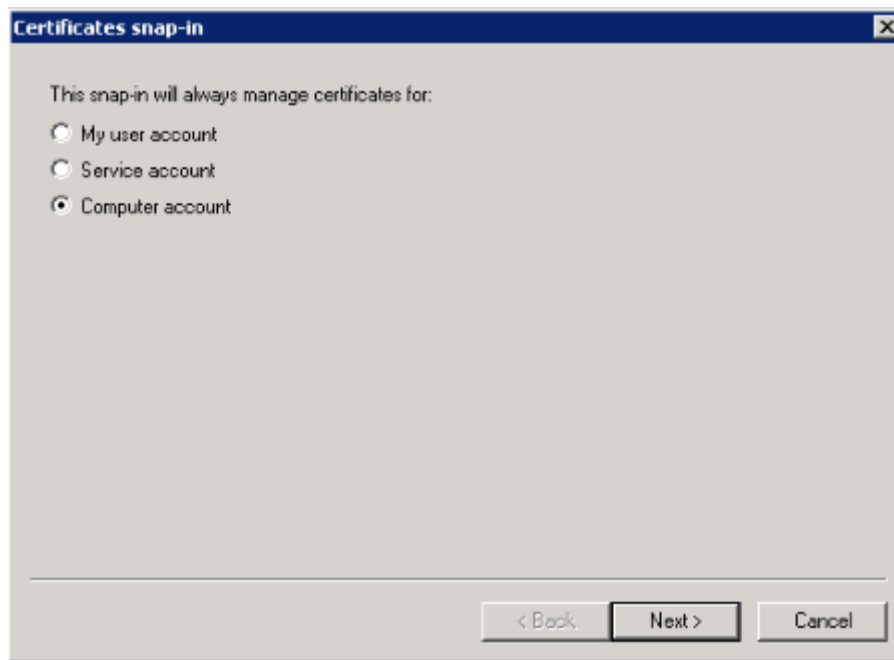 Certificates snap-in
This snap-in will always manage certificates for:
My user account
Service account
Computer account
< Back
Next >
Cancel